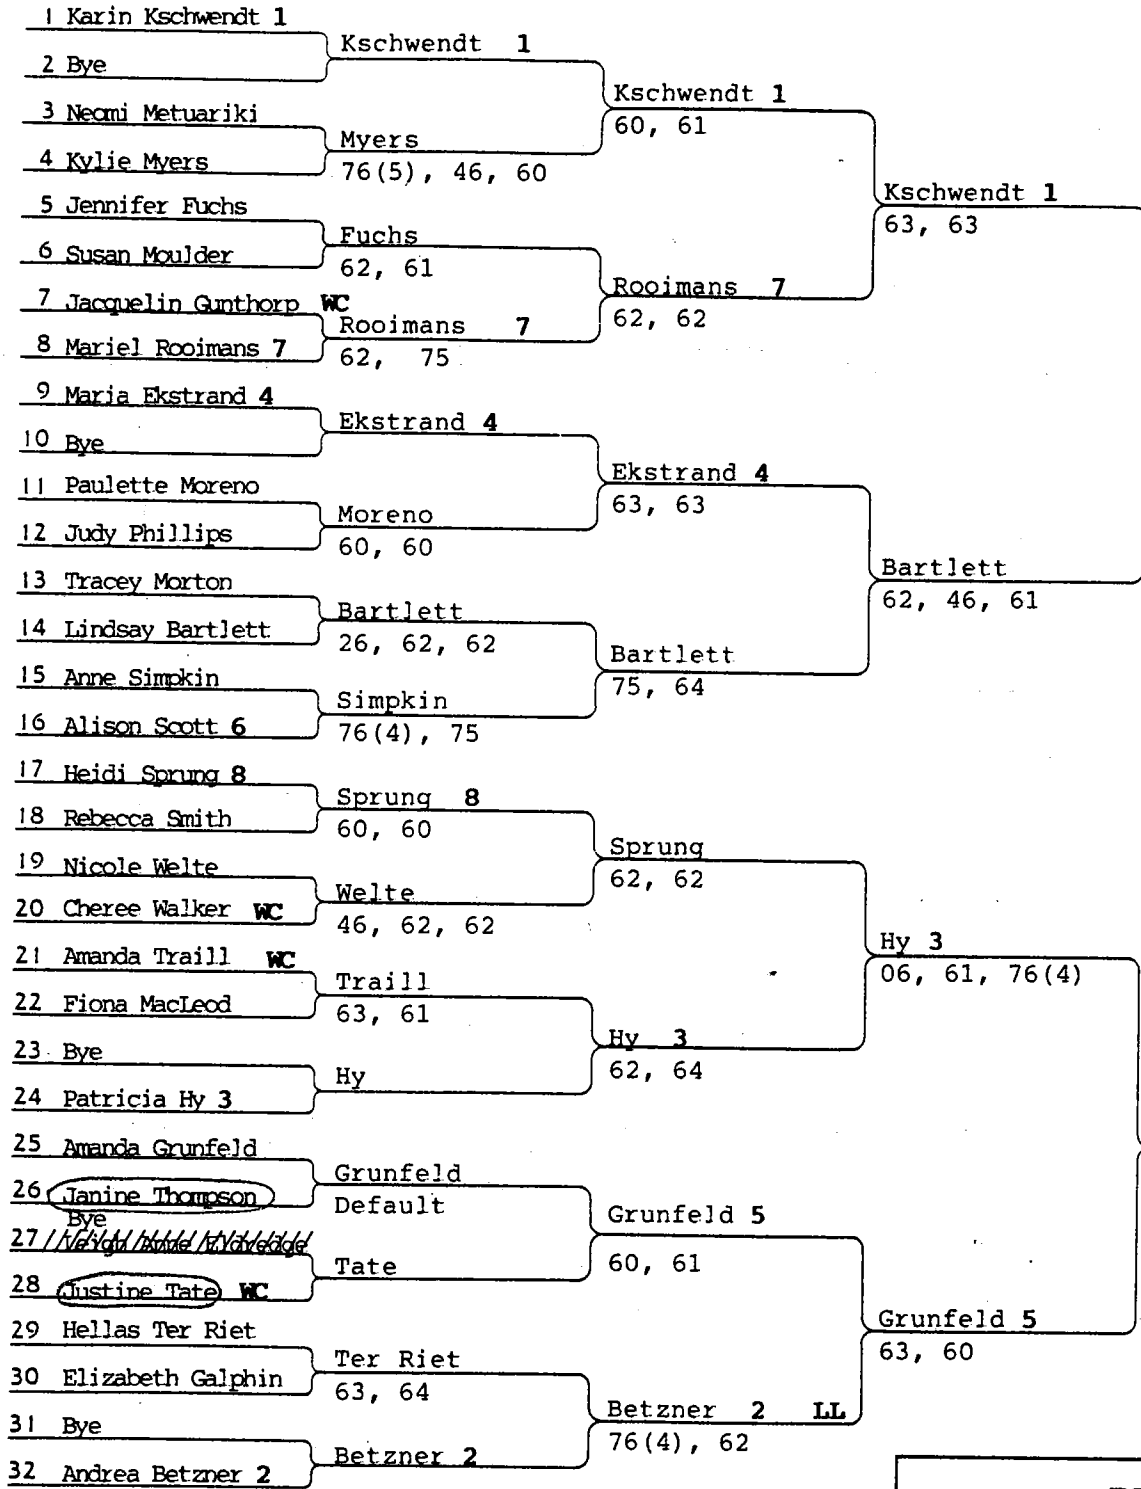 1 Karin Kschwendt 1
2 Bye
3 Neomi Metuariki
4 Kylie Myers
5 Jennifer Fuchs
6 Susan Moulder
7 Jacquelin Gunthorp WC
8 Mariel Rooimans 7
9 Maria Ekstrand 4
10 Bye
11 Paulette Moreno
12 Judy Phillips
13 Tracey Morton
14 Lindsay Bartlett
15 Anne Simpkin
16 Alison Scott 6
17 Heidi Sprung 8
18 Rebecca Smith
19 Nicole Welte
20 Cheree Walker WC
21 Amanda Traill WC
22 Fiona MacLeod
23 Bye
24 Patricia Hy 3
25 Amanda Grunfeld
26 Janine Thompson
Bye
27 Leigh Anne Eldredge
28 Justine Tate WC
29 Hellas Ter Riet
30 Elizabeth Galphin
31 Bye
32 Andrea Betzner 2
Kschwendt 1
Myers
76(5), 46, 60
Fuchs
62, 61
Rooimans 7
62, 75
Ekstrand 4
Moreno
60, 60
Bartlett
26, 62, 62
Simpkin
76(4), 75
Sprung 8
60, 60
Welte
46, 62, 62
Traill
63, 61
Hy
Grunfeld
Default
Tate
Ter Riet
63, 64
Betzner 2
Kschwendt 1
60, 61
Rooimans 7
62, 62
Ekstrand 4
63, 63
Bartlett
75, 64
Sprung
62, 62
Hy 3
62, 64
Grunfeld 5
60, 61
Betzner 2 LL
76(4), 62
Kschwendt 1
63, 63
Bartlett
62, 46, 61
Hy 3
06, 61, 76(4)
Grunfeld 5
63, 60